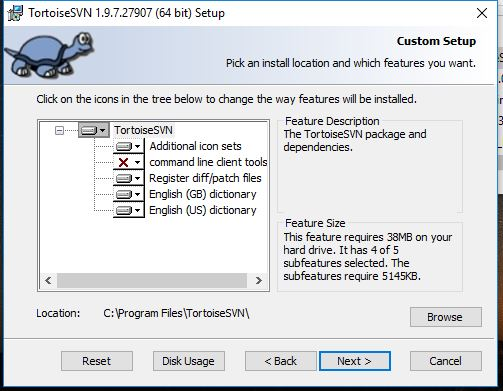 TortoiseSVN 1.9.7.27907 (64 bit) Setup
Custom Setup
Pick an install location and which features you want.
Click on the icons in the tree below to change the way features will be installed.
TortoiseSVN
Additional icon sets
command line client tools
Register diff/patch files
English (GB) dictionary
English (US) dictionary
Feature Description
The TortoiseSVN package and
dependencies.
Feature Size
This feature requires 38MB on your
hard drive. It has 4 of 5
subfeatures selected. The
subfeatures require 5145KB.
Location: C:\Program Files\TortoiseSVN\
Browse
Reset Disk Usage < Back Next > Cancel